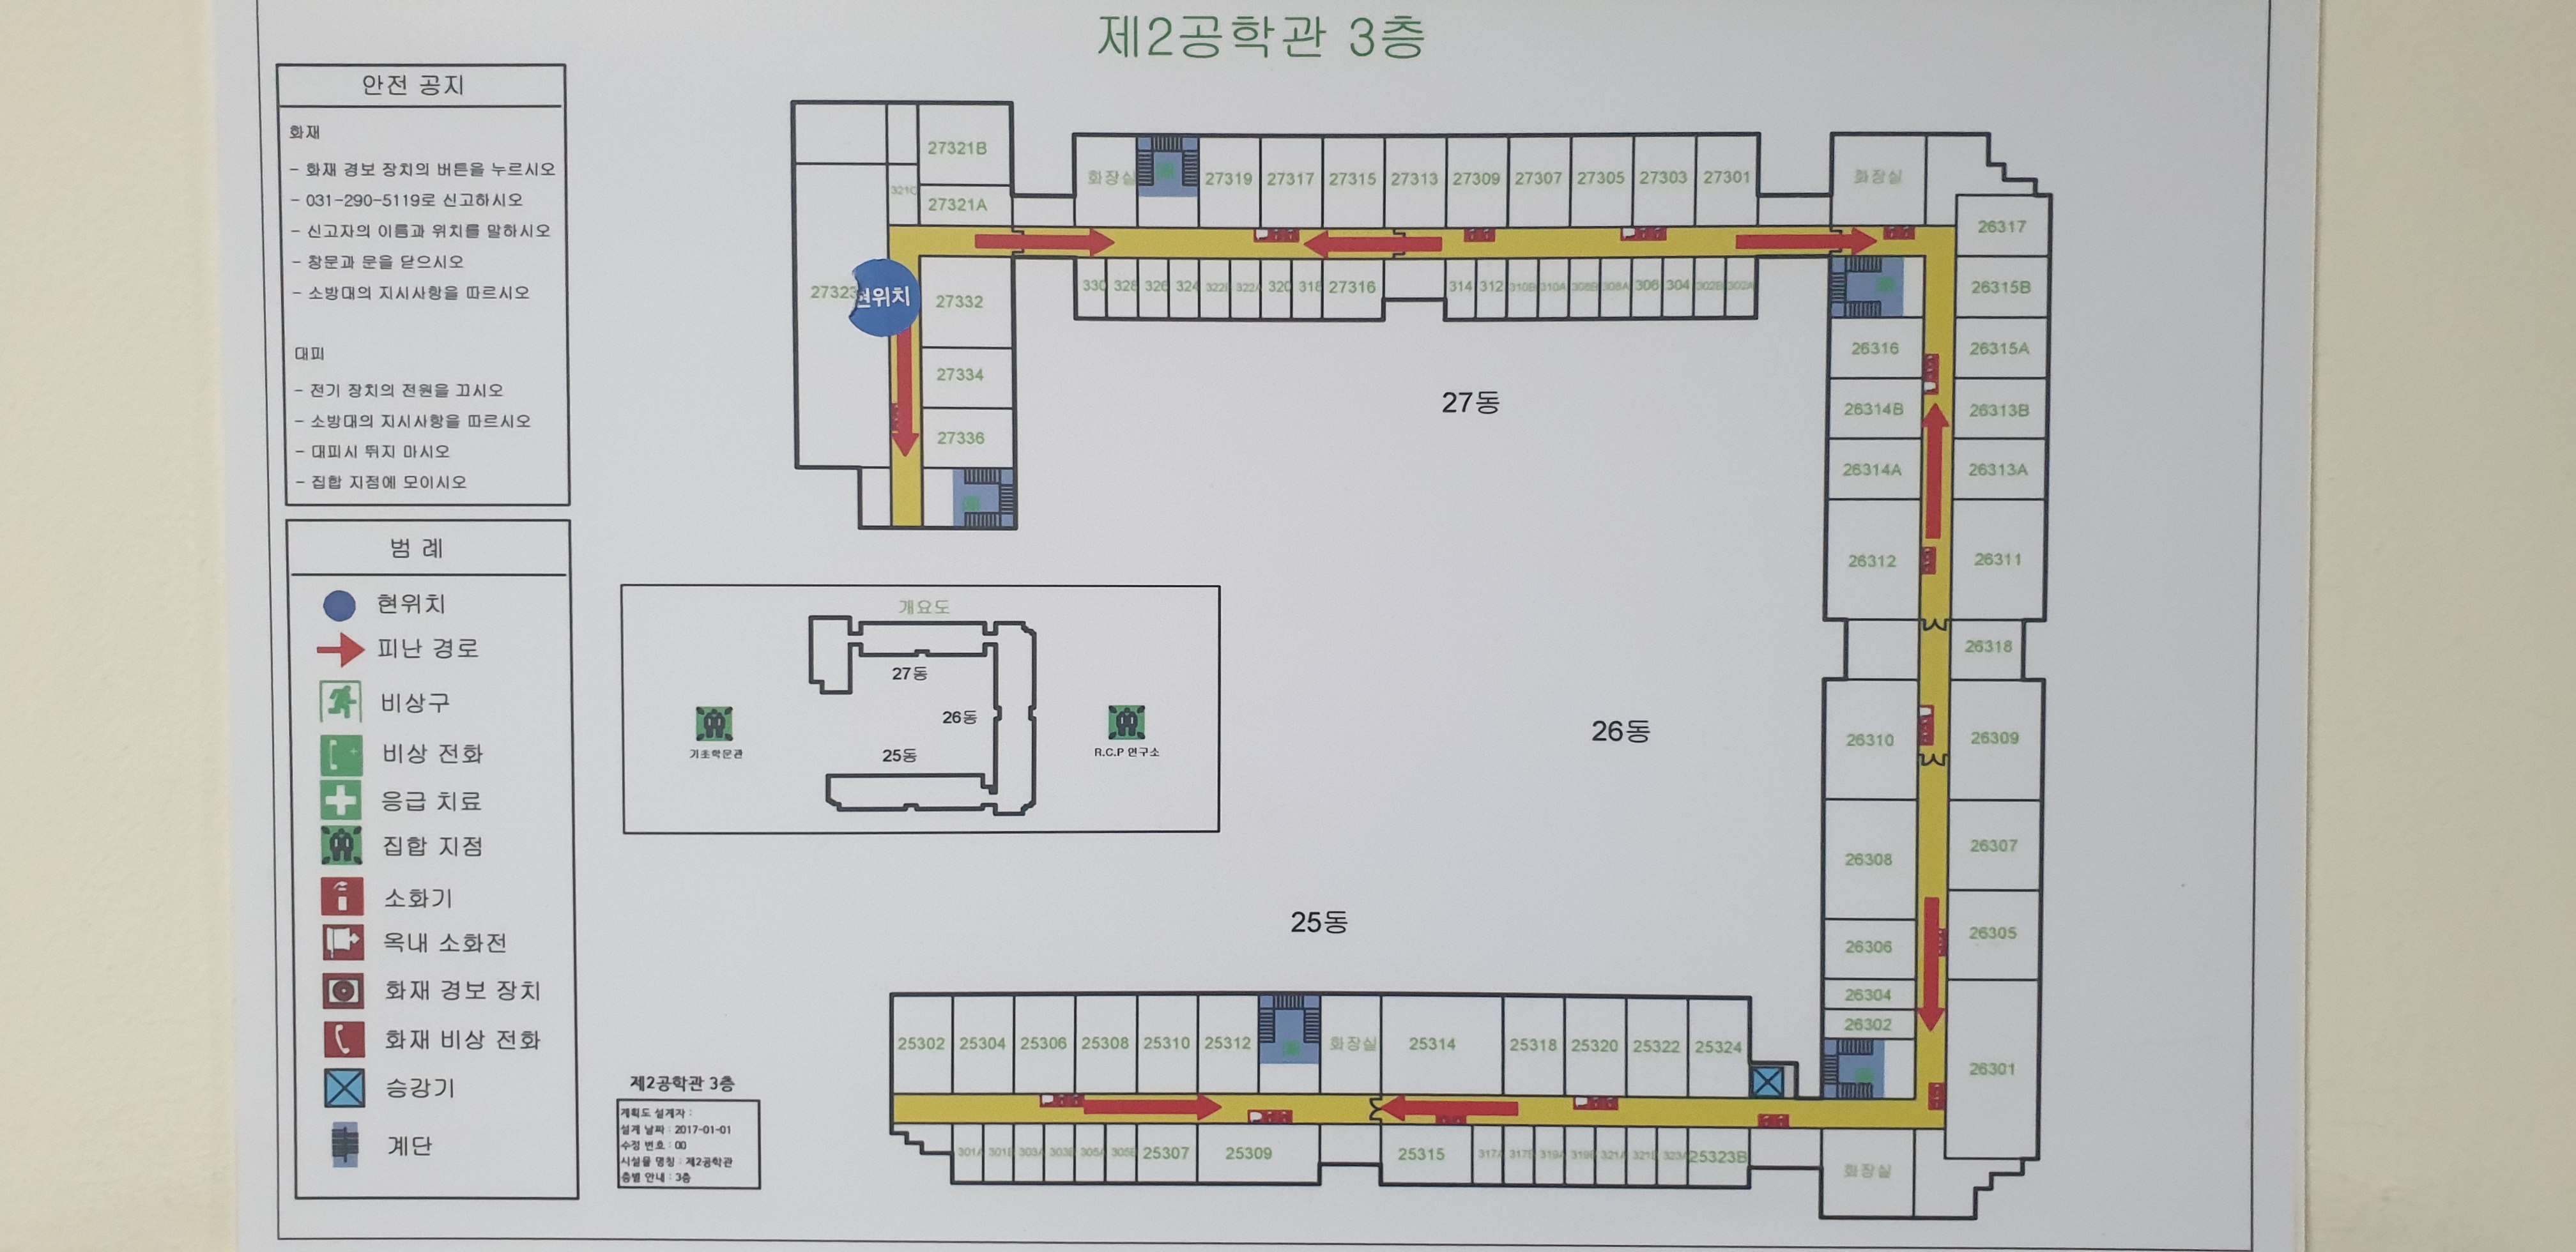 제2공학관 3층
안전 공지
화재
- 화재 경보 장치의 버튼을 누르시오
- 031-290-5119로 신고하시오
- 신고자의 이름과 위치를 말하시오
- 창문과 문을 닫으시오
- 소방대의 지시사항을 따르시오
대피
- 전기 장치의 전원을 끄시오
- 소방대의 지시사항을 따르시오
- 대피시 뛰지 마시오
- 집합 지점에 모이시오
범 례
현위치
피난 경로
비상구
비상 전화
응급 치료
집합 지점
소화기
옥내 소화전
화재 경보 장치
화재 비상 전화
승강기
계단
27321B
321C
27321A
27323
현위치
27332
27334
27336
화장실 27319 27317 27315 27313 27309 27307 27305 27303 27301
330 328 326 324 322B 322A 320 318 27316 314 312 310B 310A 308B 308A 306 304 302B 302A
27동
화장실
26317
26315B
26316 26315A
26314B 26313B
26314A 26313A
26312 26311
26318
26310 26309
26308 26307
26306 26305
26304
26302
26301
화장실
26동
개요도
27동
26동
25동
기초학문관
R.C.P 연구소
25동
25302 25304 25306 25308 25310 25312 화장실 25314 25318 25320 25322 25324
301A 303A 305A 25307 25309 25315 317A 319A 321A 25323B
제2공학관 3층
계획도 설계자 :
설계 날짜 : 2017-01-01
수정 번호 : 00
시설물 명칭 : 제2공학관
층별 안내 : 3층